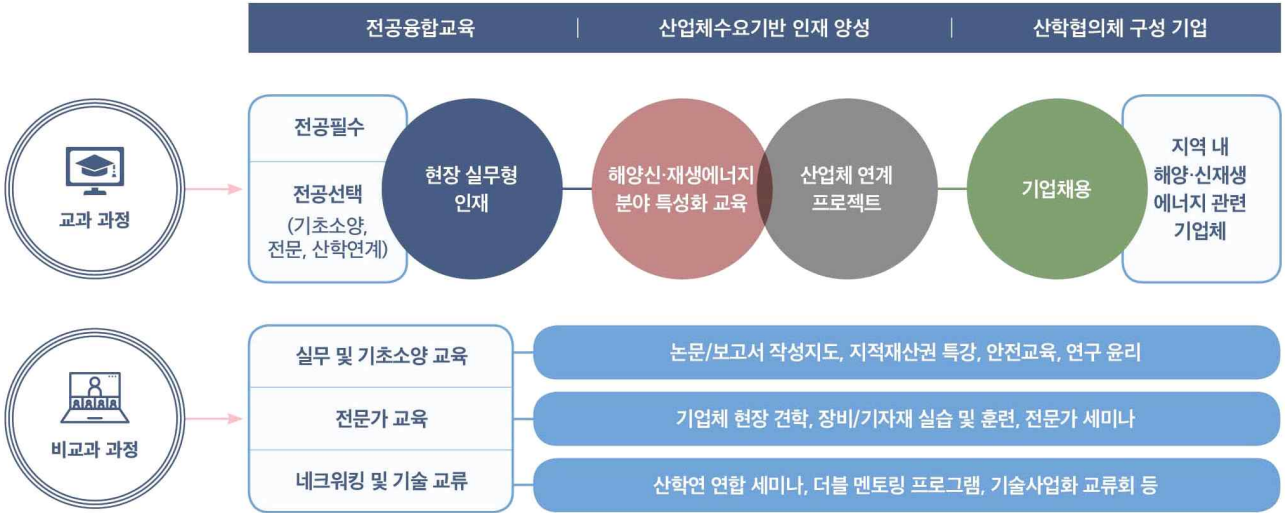 전공융합교육 | 산업체수요기반 인재 양성 | 산학협의체 구성 기업
교과 과정
전공필수
전공선택
(기초소양,
전문, 산학연계)
현장 실무형
인재
해양신·재생에너지
분야 특성화 교육
산업체 연계
프로젝트
기업채용
지역 내
해양·신재생
에너지 관련
기업체
비교과 과정
실무 및 기초소양 교육
논문/보고서 작성지도, 지적재산권 특강, 안전교육, 연구 윤리
전문가 교육
기업체 현장 견학, 장비/기자재 실습 및 훈련, 전문가 세미나
네크워킹 및 기술 교류
산학연 연합 세미나, 더블 멘토링 프로그램, 기술사업화 교류회 등